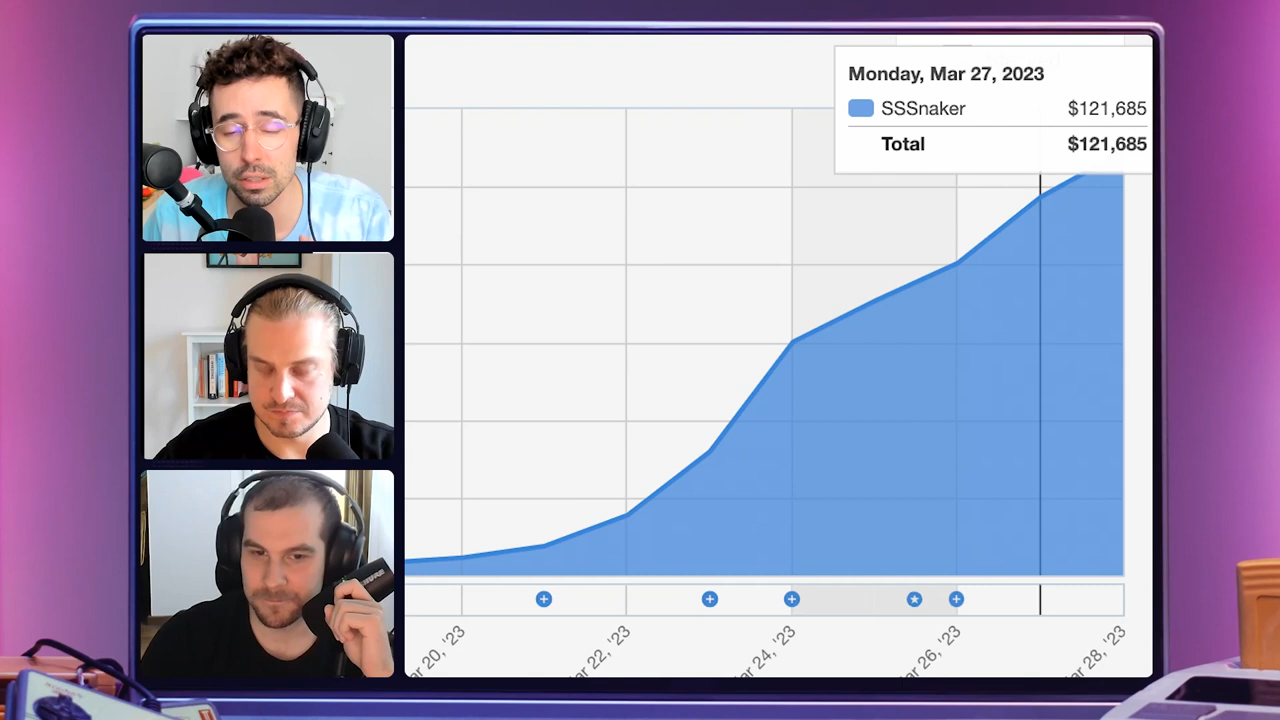 Monday, Mar 27, 2023
SSSnaker $121,685
Total $121,685
ar 20, '23
ar 22, '23
ar 24, '23
ar 26, '23
ar 28, '23